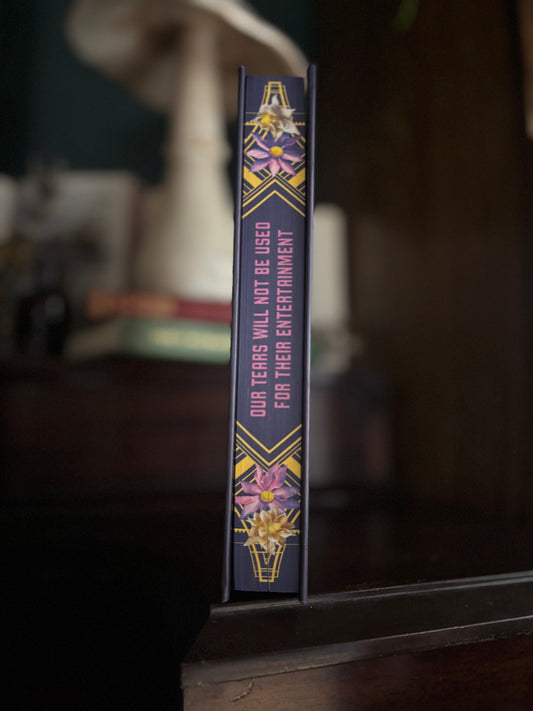 OUR TEARS WILL NOT BE USED
FOR THEIR ENTERTAINMENT